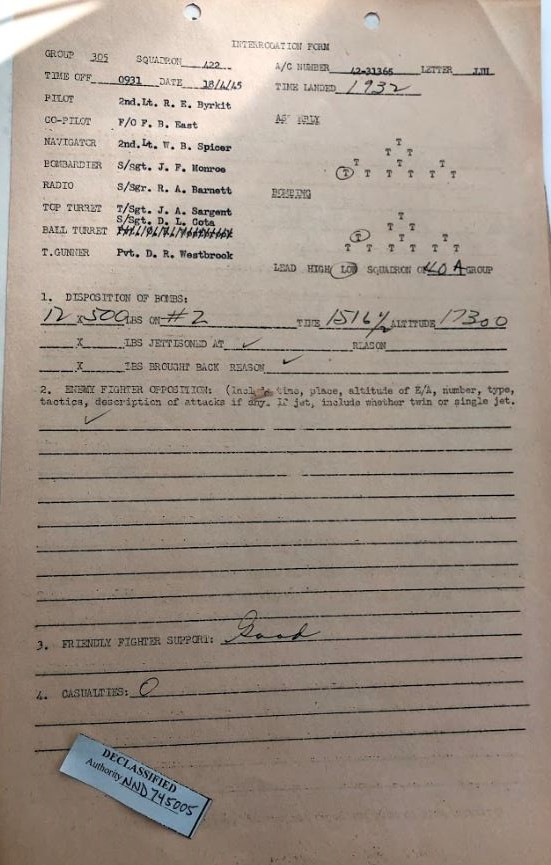 INTERROGATION FORM
GROUP 305 SQUADRON 422 A/C NUMBER 42-31366 LETTER JJU
TIME OFF 0931 DATE 18/4/45 TIME LANDED 1932
PILOT 2nd.Lt. R. E. Byrkit
CO-PILOT F/O F. B. East
NAVIGATOR 2nd.Lt. W. B. Spicer
BOMBARDIER S/sgt. J. F. Monroe
RADIO S/Sgr. R. A. Barnett
TOP TURRET T/Sgt. J. A. Sargent
S/Sgt. D. L. Cota
BALL TURRET
T.GUNNER Pvt. D. R. Westbrook
AS MBLY
T
T T
T T T
T T T T T T
BOMBING
T
T T
T T T
T T T T T T
LEAD HIGH LOW SQUADRON OF 40 A GROUP
1. DISPOSITION OF BOMBS:
12 X 500 LBS ON #2 TIME 1516½ ALTITUDE 17300
X LBS JETTISONED AT ✓ REASON
X LBS BROUGHT BACK REASON ✓
2. ENEMY FIGHTER OPPOSITION: (Include time, place, altitude of E/A, number, type,
tactics, description of attacks if any. If jet, include whether twin or single jet.
✓
3. FRIENDLY FIGHTER SUPPORT: Good
4. CASUALTIES: 0
DECLASSIFIED
Authority NND 745005